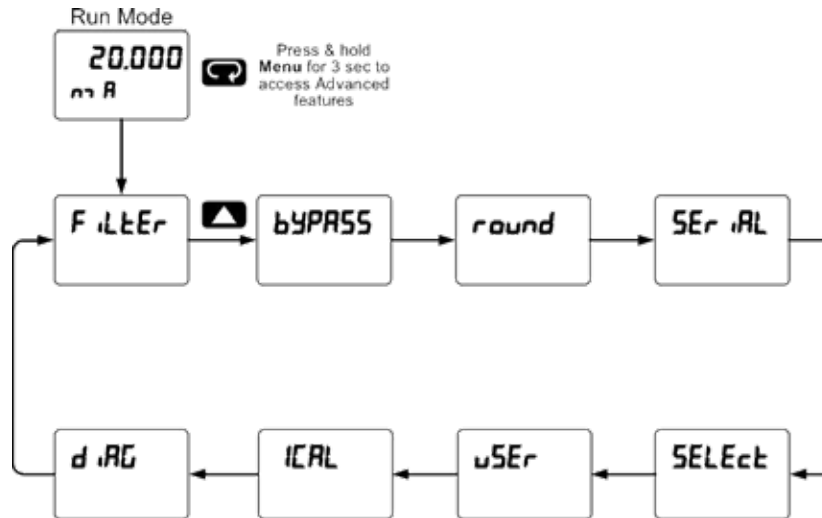 Run Mode
20.000
mA
Press & hold
Menu for 3 sec to
access Advanced
features
FiLtEr
bYPASS
round
SEriAL
diAG
ICAL
uSEr
SELEct